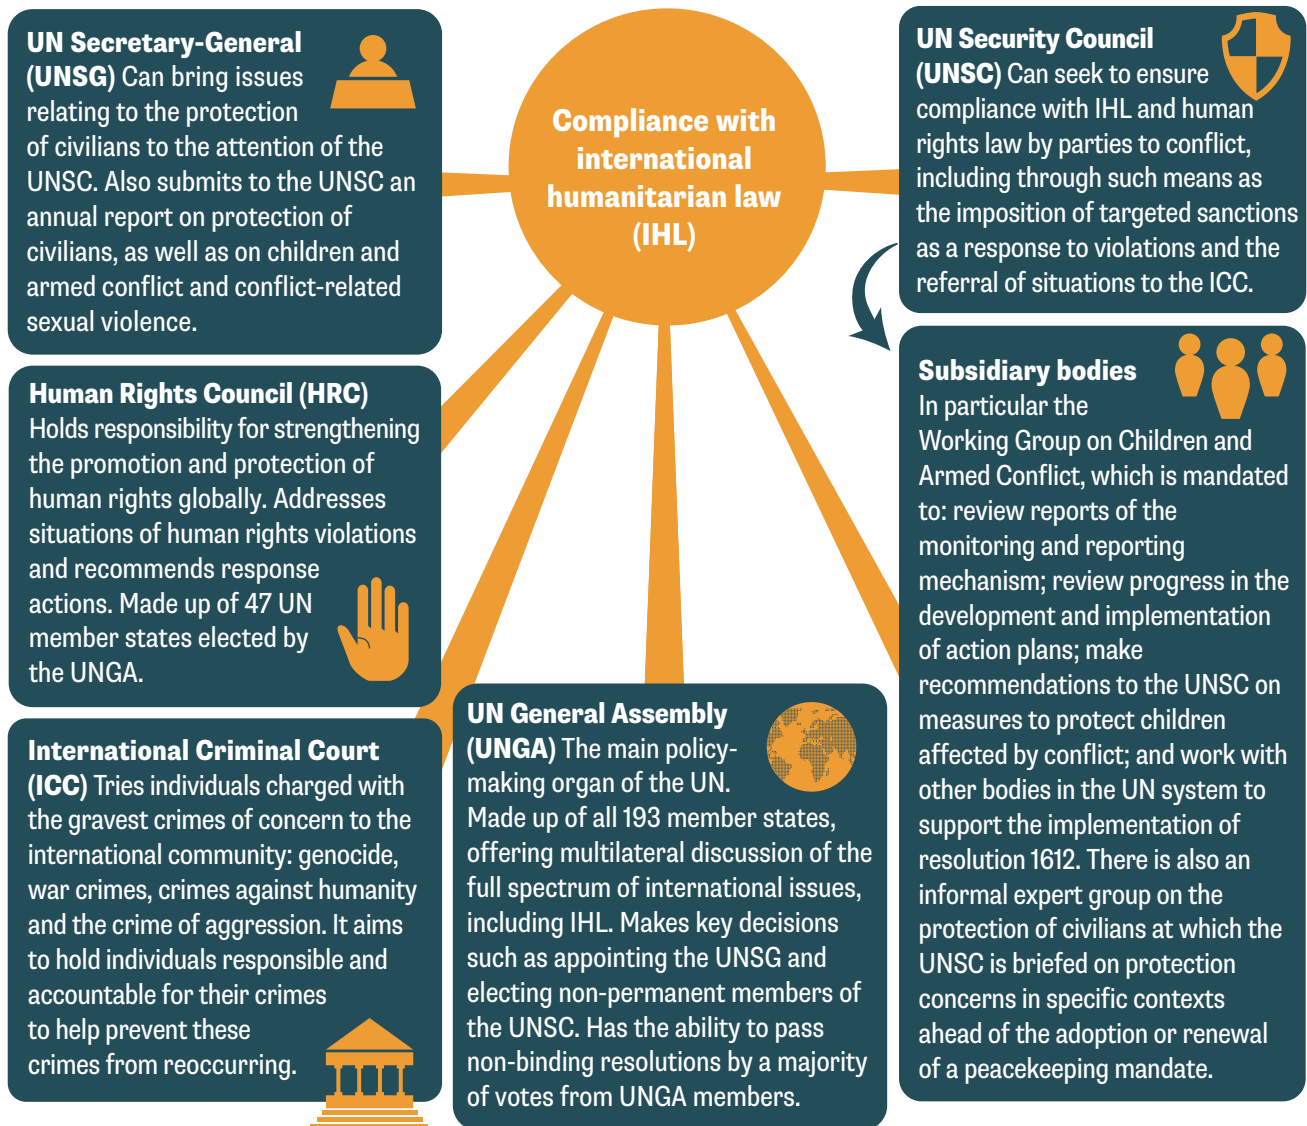 UN Secretary-General
(UNSG) Can bring issues
relating to the protection
of civilians to the attention of the
UNSC. Also submits to the UNSC an
annual report on protection of
civilians, as well as on children and
armed conflict and conflict-related
sexual violence.
Compliance with
international
humanitarian law
(IHL)
UN Security Council
(UNSC) Can seek to ensure
compliance with IHL and human
rights law by parties to conflict,
including through such means as
the imposition of targeted sanctions
as a response to violations and the
referral of situations to the ICC.
Human Rights Council (HRC)
Holds responsibility for strengthening
the promotion and protection of
human rights globally. Addresses
situations of human rights violations
and recommends response
actions. Made up of 47 UN
member states elected by
the UNGA.
Subsidiary bodies
In particular the
Working Group on Children and
Armed Conflict, which is mandated
to: review reports of the
monitoring and reporting
mechanism; review progress in the
development and implementation
of action plans; make
recommendations to the UNSC on
measures to protect children
affected by conflict; and work with
other bodies in the UN system to
support the implementation of
resolution 1612. There is also an
informal expert group on the
protection of civilians at which the
UNSC is briefed on protection
concerns in specific contexts
ahead of the adoption or renewal
of a peacekeeping mandate.
International Criminal Court
(ICC) Tries individuals charged with
the gravest crimes of concern to the
international community: genocide,
war crimes, crimes against humanity
and the crime of aggression. It aims
to hold individuals responsible and
accountable for their crimes
to help prevent these
crimes from reoccurring.
UN General Assembly
(UNGA) The main policy-
making organ of the UN.
Made up of all 193 member states,
offering multilateral discussion of the
full spectrum of international issues,
including IHL. Makes key decisions
such as appointing the UNSG and
electing non-permanent members of
the UNSC. Has the ability to pass
non-binding resolutions by a majority
of votes from UNGA members.